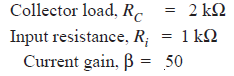 Collector load, R_C = 2 kΩ
Input resistance, R_i = 1 kΩ
Current gain, β = 50